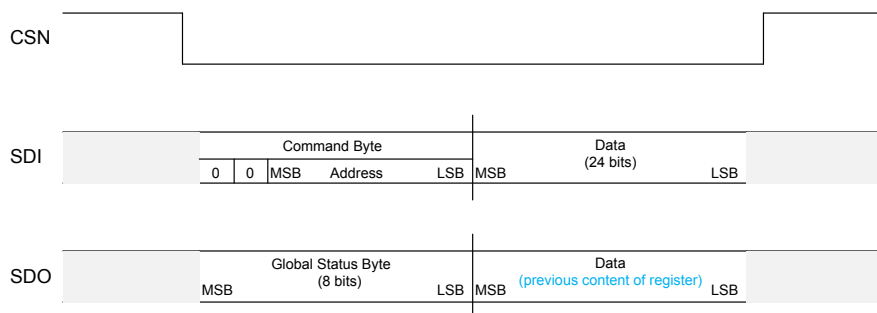 CSN
SDI
Command Byte
0 0 MSB Address LSB
Data
(24 bits)
MSB LSB
SDO
Global Status Byte
(8 bits)
MSB LSB
Data
(previous content of register)
MSB LSB